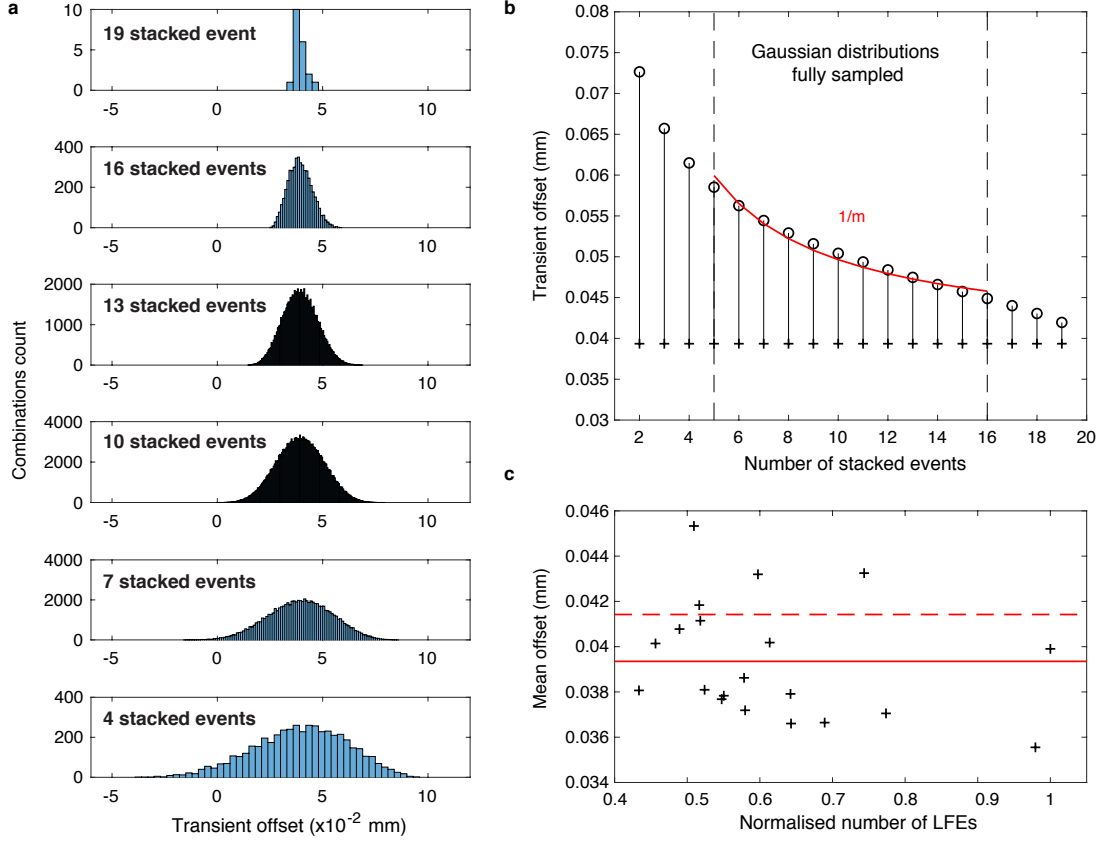 a
19 stacked event
10
5
0
-5 0 5 10
16 stacked events
400
200
0
-5 0 5 10
13 stacked events
2000
1000
0
-5 0 5 10
10 stacked events
4000
2000
0
-5 0 5 10
7 stacked events
4000
2000
0
-5 0 5 10
4 stacked events
400
200
0
-5 0 5 10
Combinations count
Transient offset (x10-2 mm)
b
Gaussian distributions
fully sampled
1/m
0.08
0.075
0.07
0.065
0.06
0.055
0.05
0.045
0.04
0.035
0.03
2 4 6 8 10 12 14 16 18 20
Transient offset (mm)
Number of stacked events
c
0.046
0.044
0.042
0.04
0.038
0.036
0.034
0.4 0.5 0.6 0.7 0.8 0.9 1
Mean offset (mm)
Normalised number of LFEs